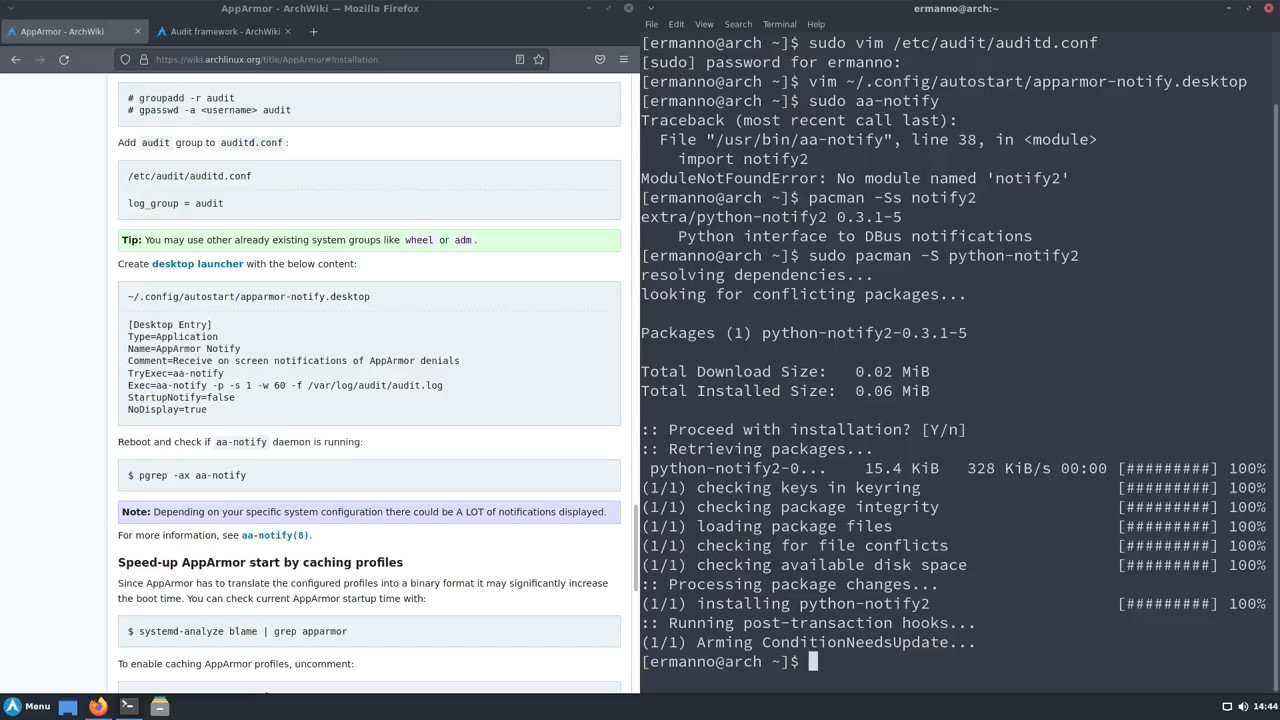 AppArmor - ArchWiki — Mozilla Firefox
AppArmor - ArchWiki
Audit framework - ArchWiki
https://wiki.archlinux.org/title/AppArmor#Installation
# groupadd -r audit
# gpasswd -a <username> audit
Add audit group to auditd.conf:
/etc/audit/auditd.conf
log_group = audit
Tip: You may use other already existing system groups like wheel or adm.
Create desktop launcher with the below content:
~/.config/autostart/apparmor-notify.desktop
[Desktop Entry]
Type=Application
Name=AppArmor Notify
Comment=Receive on screen notifications of AppArmor denials
TryExec=aa-notify
Exec=aa-notify -p -s 1 -w 60 -f /var/log/audit/audit.log
StartupNotify=false
NoDisplay=true
Reboot and check if aa-notify daemon is running:
$ pgrep -ax aa-notify
Note: Depending on your specific system configuration there could be A LOT of notifications displayed.
For more information, see aa-notify(8).
Speed-up AppArmor start by caching profiles
Since AppArmor has to translate the configured profiles into a binary format it may significantly increase
the boot time. You can check current AppArmor startup time with:
$ systemd-analyze blame | grep apparmor
To enable caching AppArmor profiles, uncomment:
ermanno@arch:~
File Edit View Search Terminal Help
[ermanno@arch ~]$ sudo vim /etc/audit/auditd.conf
[sudo] password for ermanno:
[ermanno@arch ~]$ vim ~/.config/autostart/apparmor-notify.desktop
[ermanno@arch ~]$ sudo aa-notify
Traceback (most recent call last):
File "/usr/bin/aa-notify", line 38, in <module>
import notify2
ModuleNotFoundError: No module named 'notify2'
[ermanno@arch ~]$ pacman -Ss notify2
extra/python-notify2 0.3.1-5
Python interface to DBus notifications
[ermanno@arch ~]$ sudo pacman -S python-notify2
resolving dependencies...
looking for conflicting packages...
Packages (1) python-notify2-0.3.1-5
Total Download Size: 0.02 MiB
Total Installed Size: 0.06 MiB
:: Proceed with installation? [Y/n]
:: Retrieving packages...
python-notify2-0... 15.4 KiB 328 KiB/s 00:00 [#########] 100%
(1/1) checking keys in keyring [#########] 100%
(1/1) checking package integrity [#########] 100%
(1/1) loading package files [#########] 100%
(1/1) checking for file conflicts [#########] 100%
(1/1) checking available disk space [#########] 100%
:: Processing package changes...
(1/1) installing python-notify2 [#########] 100%
:: Running post-transaction hooks...
(1/1) Arming ConditionNeedsUpdate...
[ermanno@arch ~]$
Menu
14:44